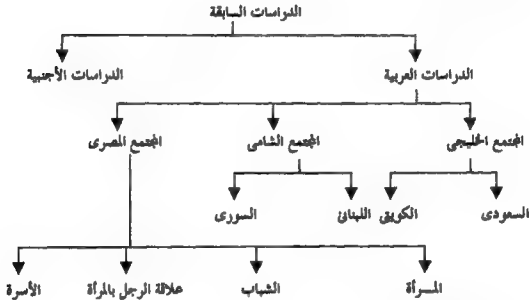 الدراسات السابقة
الدراسات العربية
الدراسات الأجنبية
المجتمع الخليجى
المجتمع الشامى
المجتمع المصرى
السعودى
الكويتى
اللبنانى
السورى
المرأة
الشباب
علاقة الرجل بالمرأة
الأسرة